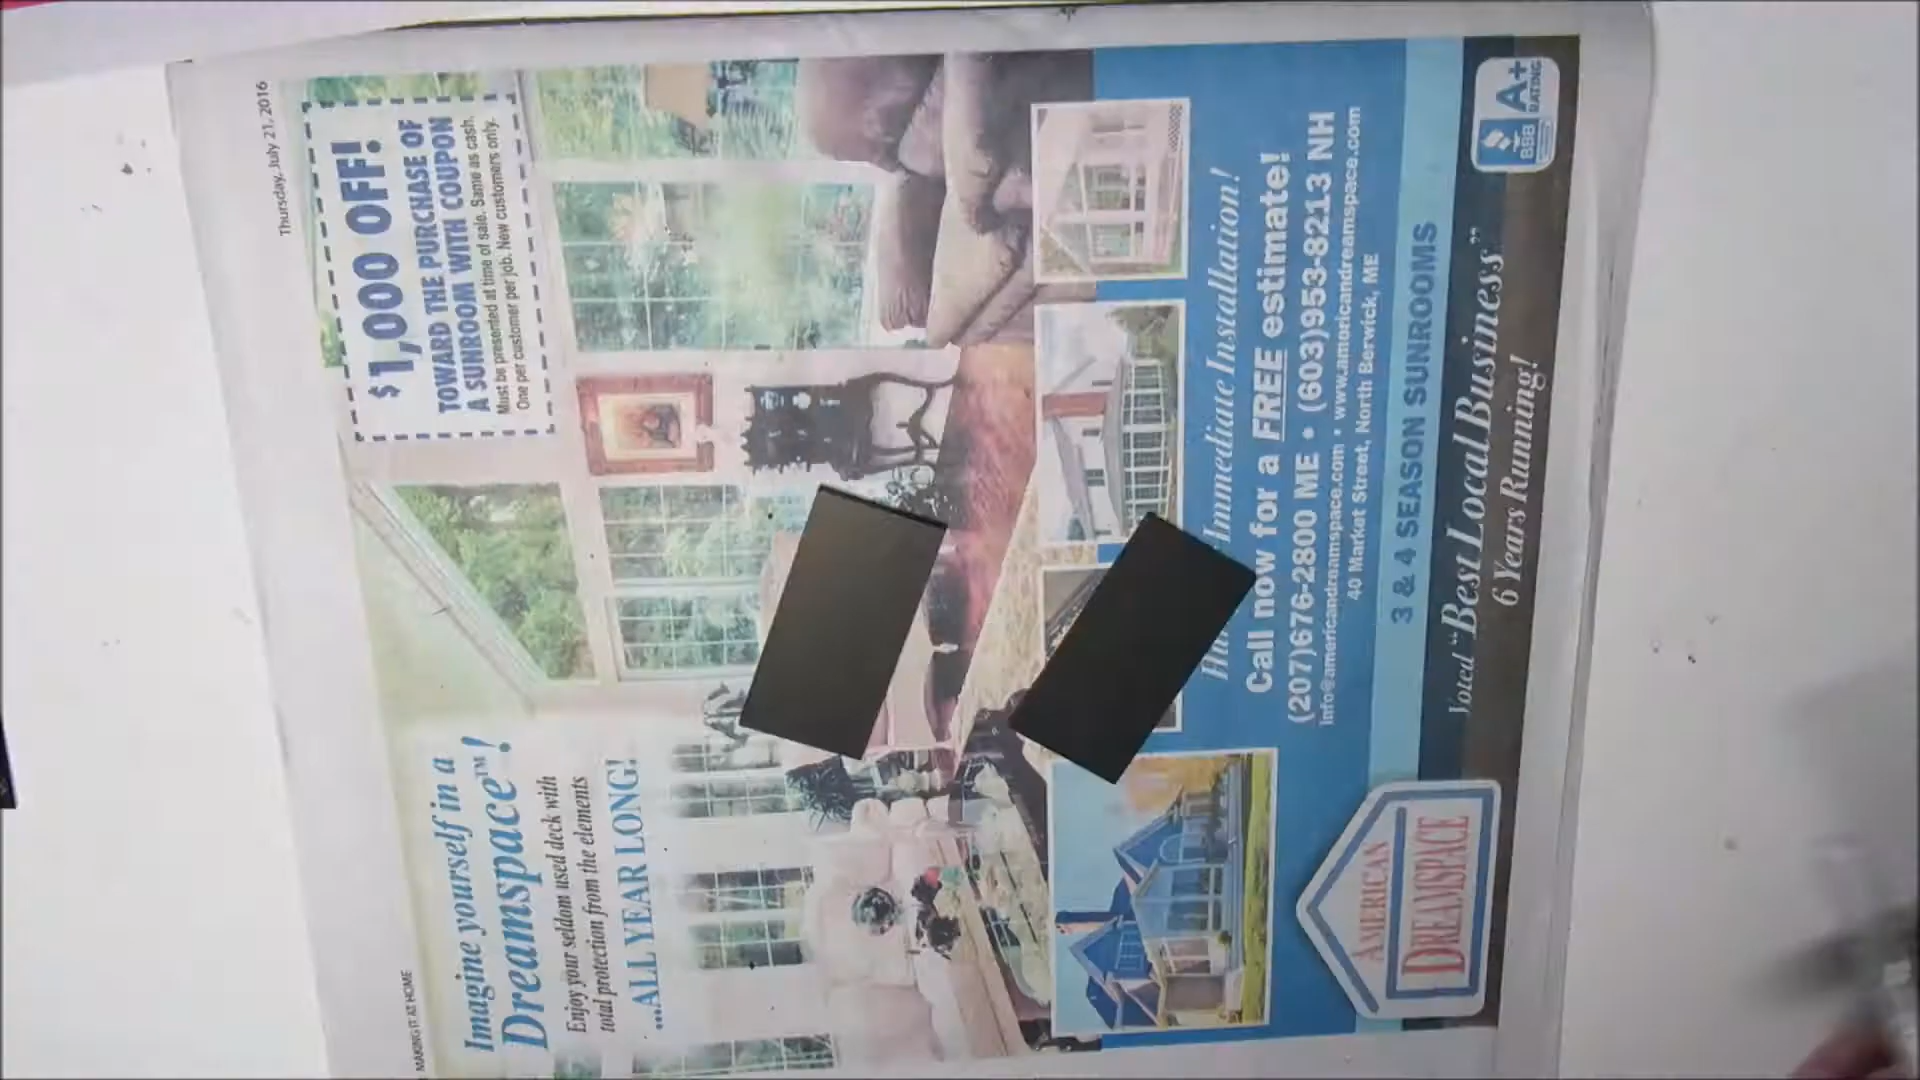 Thursday, July 21, 2016
MAKING IT AT HOME
$1,000 OFF!
TOWARD THE PURCHASE OF
A SUNROOM WITH COUPON
Must be presented at time of sale. Same as cash.
One per customer per job. New customers only.
Imagine yourself in a
Dreamspace™!
Enjoy your seldom used deck with
total protection from the elements
...ALL YEAR LONG!
Immediate Installation!
Call now for a FREE estimate!
(207)676-2800 ME • (603)953-8213 NH
info@americandreamspace.com • www.americandreamspace.com
40 Market Street, North Berwick, ME
3 & 4 SEASON SUNROOMS
Voted “Best Local Business”
6 Years Running!
AMERICAN
DREAMSPACE
BBB
A+
RATING